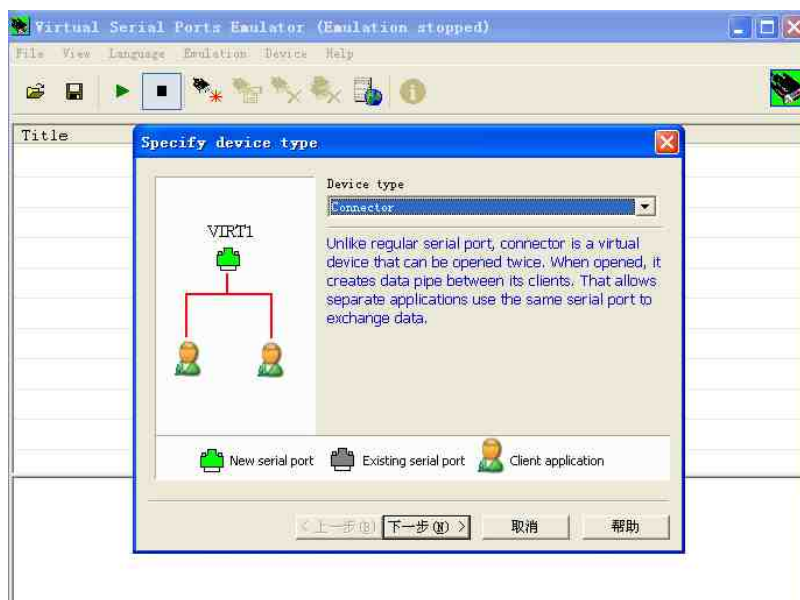 Virtual Serial Ports Emulator (Emulation stopped)
File View Language Emulation Device Help
Title
Specify device type
Device type
Connector
VIRT1
Unlike regular serial port, connector is a virtual
device that can be opened twice. When opened, it
creates data pipe between its clients. That allows
separate applications use the same serial port to
exchange data.
New serial port Existing serial port Client application
< 上一步(B) 下一步(N) > 取消 帮助